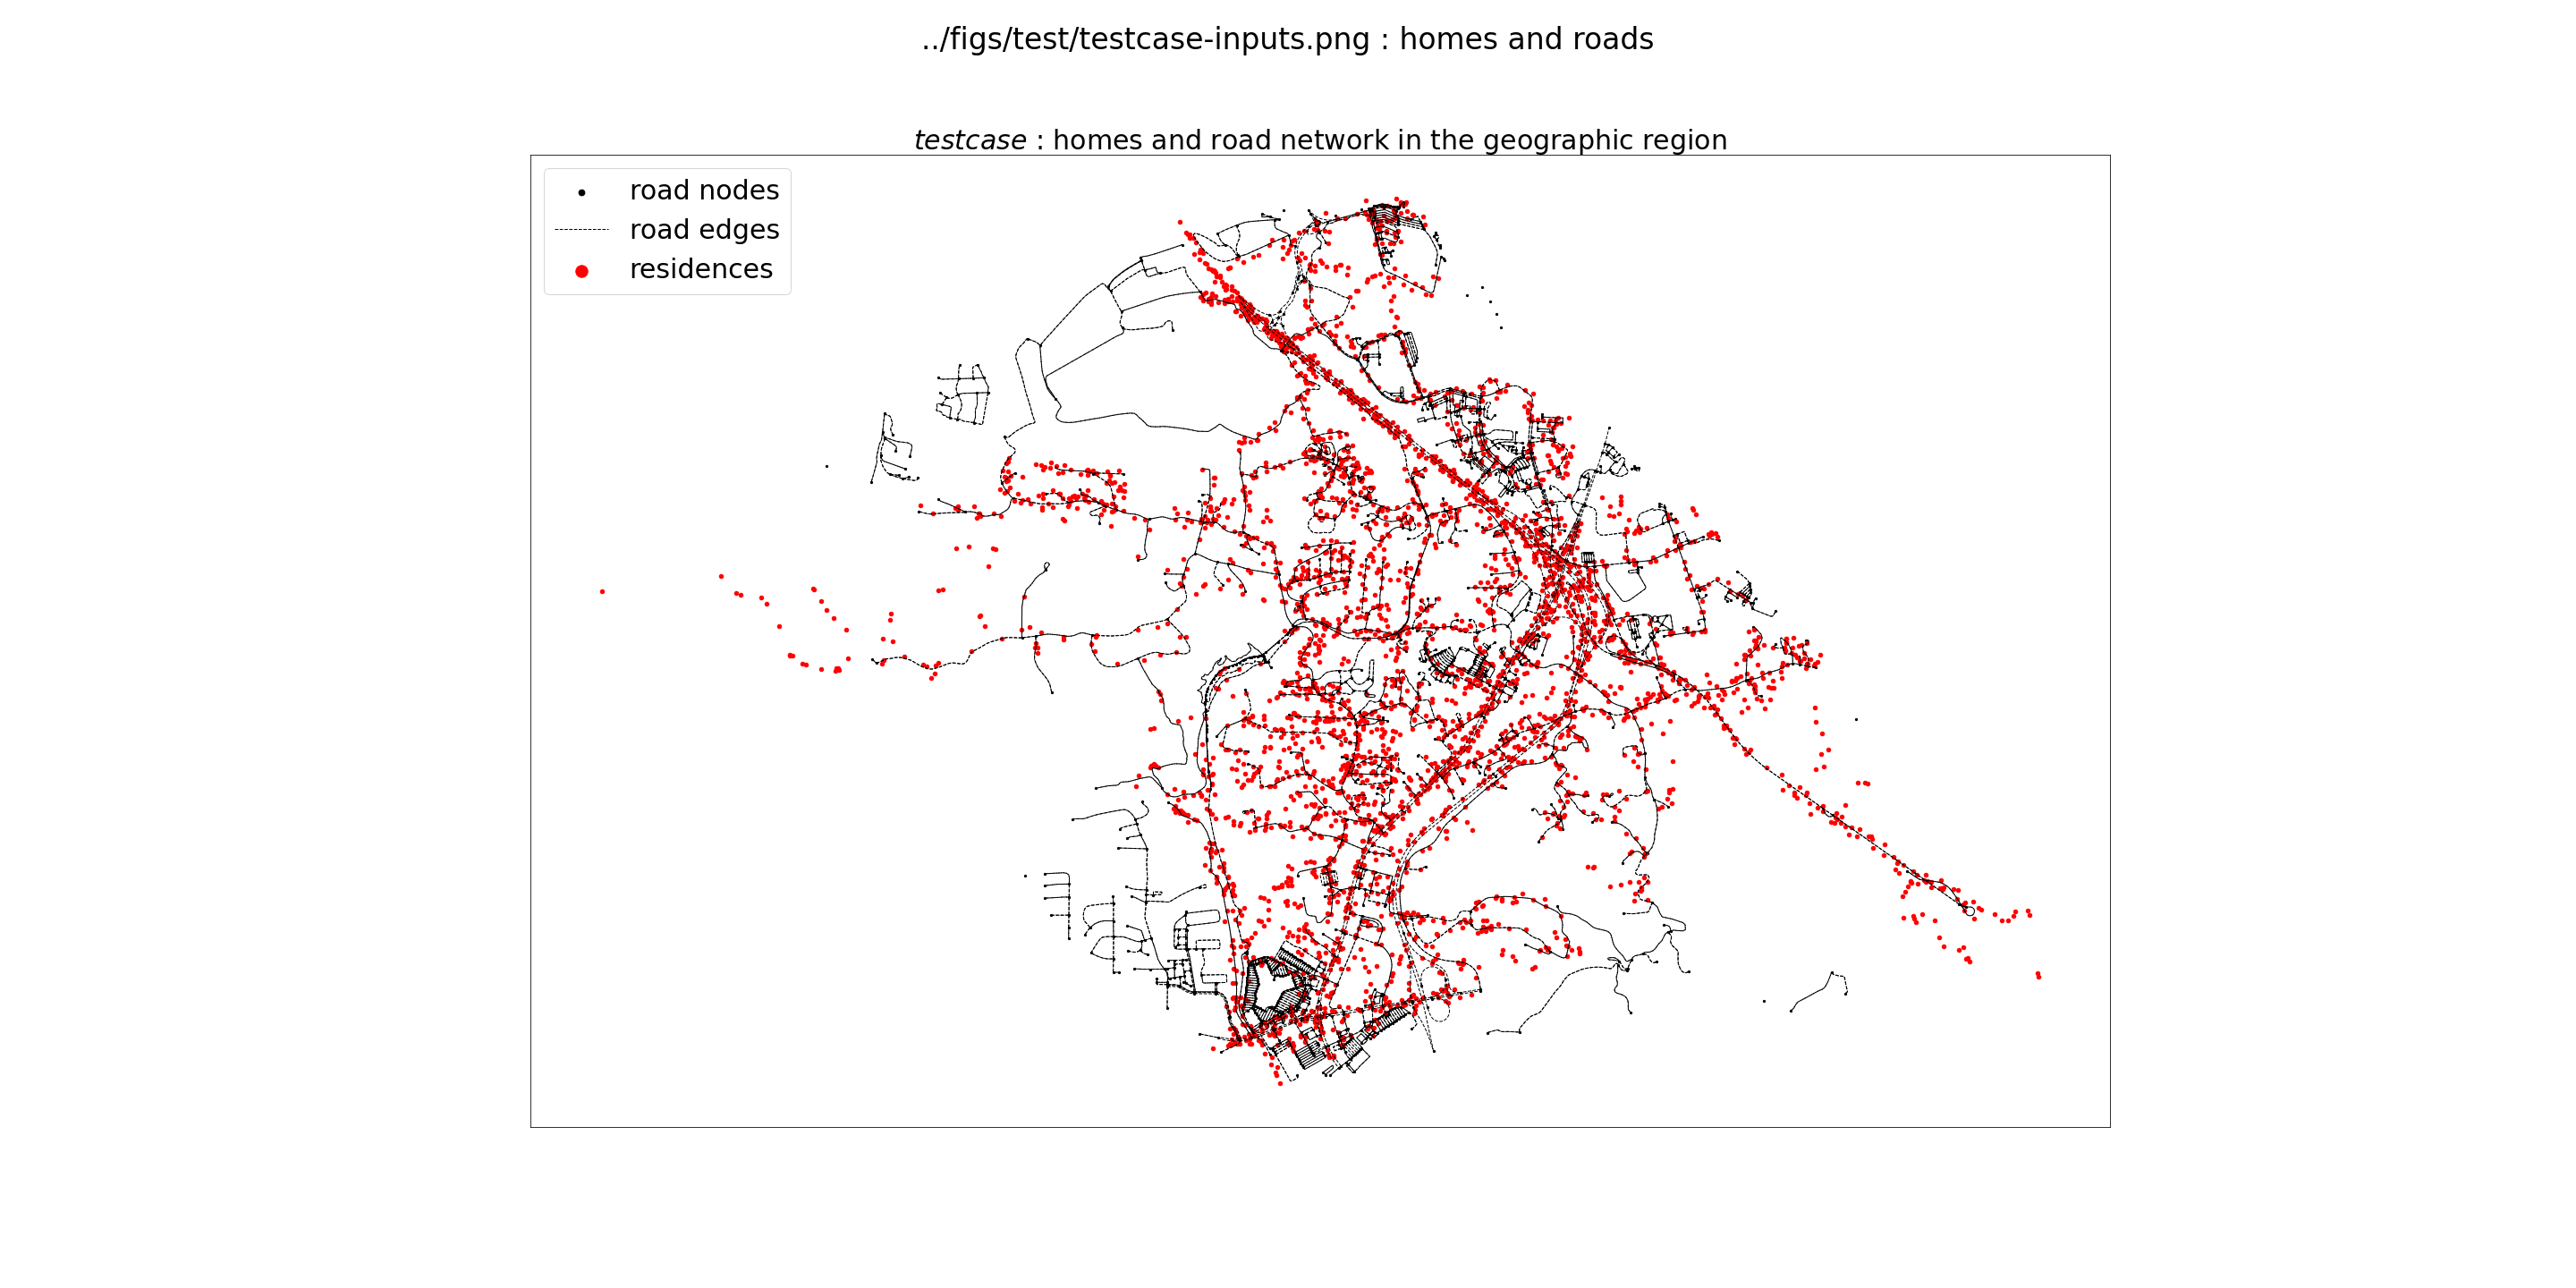 ../figs/test/testcase-inputs.png : homes and roads
testcase : homes and road network in the geographic region
road nodes
road edges
residences